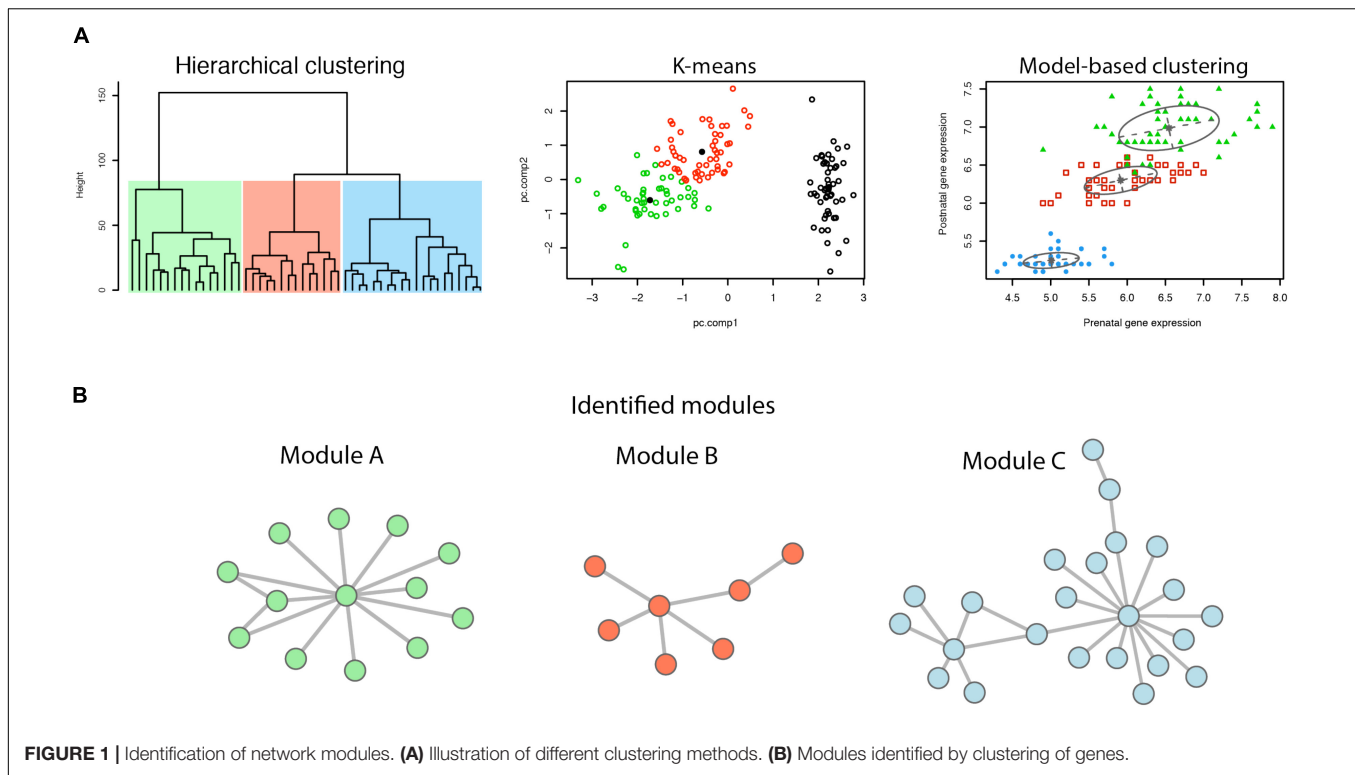 A
Hierarchical clustering
Height
150
100
50
0
K-means
pc.comp2
2
1
0
−1
−2
−3 −2 −1 0 1 2 3
pc.comp1
Model-based clustering
Postnatal gene expression
7.5
7.0
6.5
6.0
5.5
4.5 5.0 5.5 6.0 6.5 7.0 7.5 8.0
Prenatal gene expression
B
Identified modules
Module A
Module B
Module C
FIGURE 1 | Identification of network modules. (A) Illustration of different clustering methods. (B) Modules identified by clustering of genes.